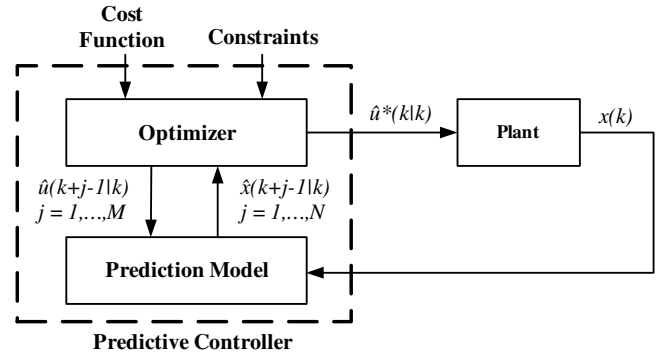 Cost
Function
Constraints
Optimizer
û*(k|k)
Plant
x(k)
û(k+j-1|k)
j = 1,...,M
x̂(k+j-1|k)
j = 1,...,N
Prediction Model
Predictive Controller